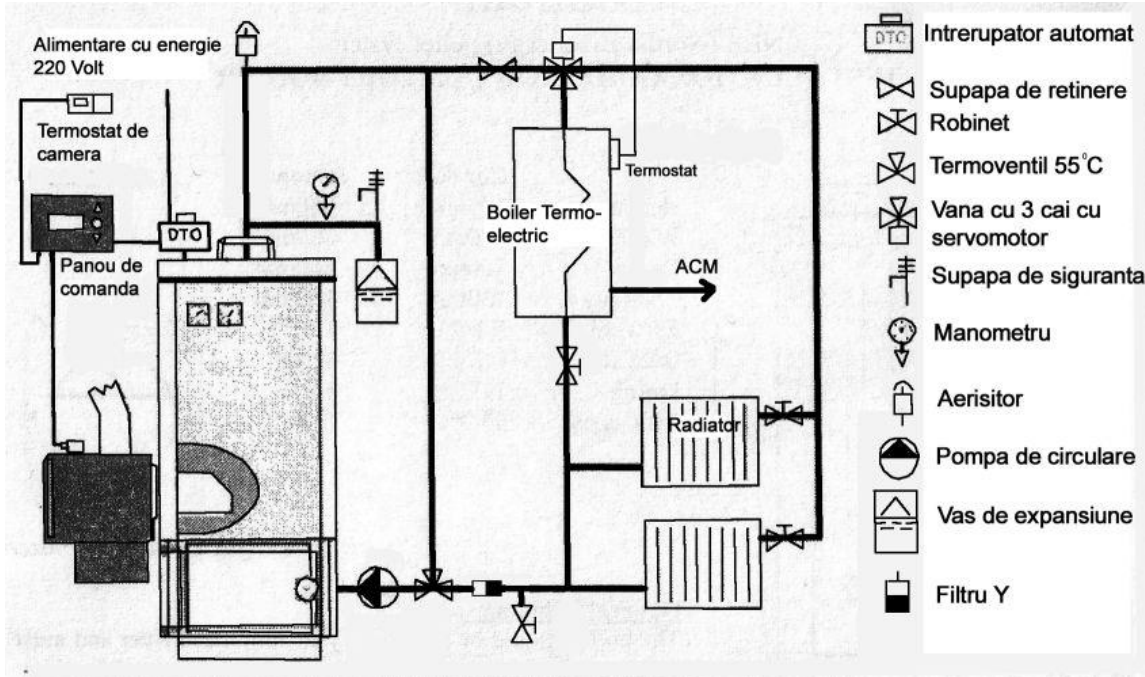 Alimentare cu energie
220 Volt
Termostat de
camera
DTO
Panou de
comanda
Termostat
Boiler Termo-
electric
ACM
Radiator
DTO
Intrerupator automat
Supapa de retinere
Robinet
Termoventil 55°C
Vana cu 3 cai cu
servomotor
Supapa de siguranta
Manometru
Aerisitor
Pompa de circulare
Vas de expansiune
Filtru Y